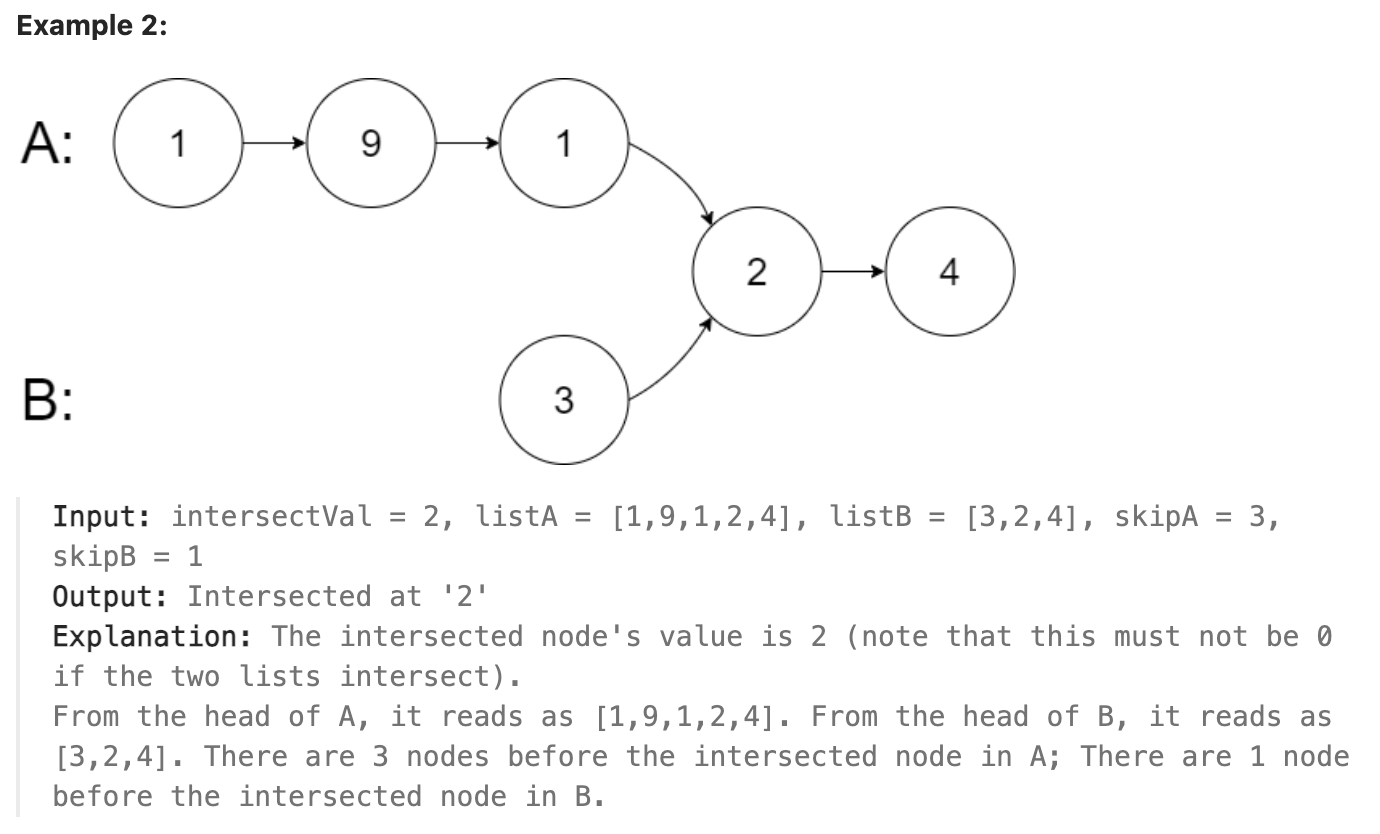 Example 2:
A: 1 9 1
2 4
B: 3
Input: intersectVal = 2, listA = [1,9,1,2,4], listB = [3,2,4], skipA = 3,
skipB = 1
Output: Intersected at '2'
Explanation: The intersected node's value is 2 (note that this must not be 0
if the two lists intersect).
From the head of A, it reads as [1,9,1,2,4]. From the head of B, it reads as
[3,2,4]. There are 3 nodes before the intersected node in A; There are 1 node
before the intersected node in B.